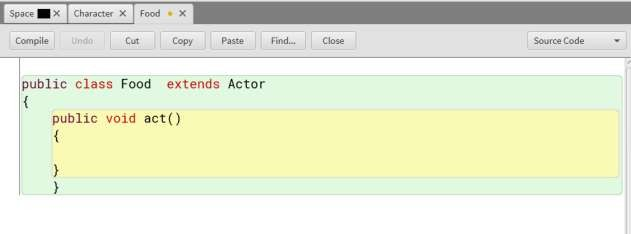 Space Character Food
Compile Undo Cut Copy Paste Find... Close Source Code
public class Food  extends Actor
{
    public void act()
    {
    }
    }